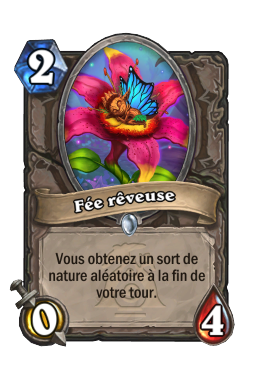 2
Fée rêveuse
Vous obtenez un sort de
nature aléatoire à la fin de
votre tour.
0
4